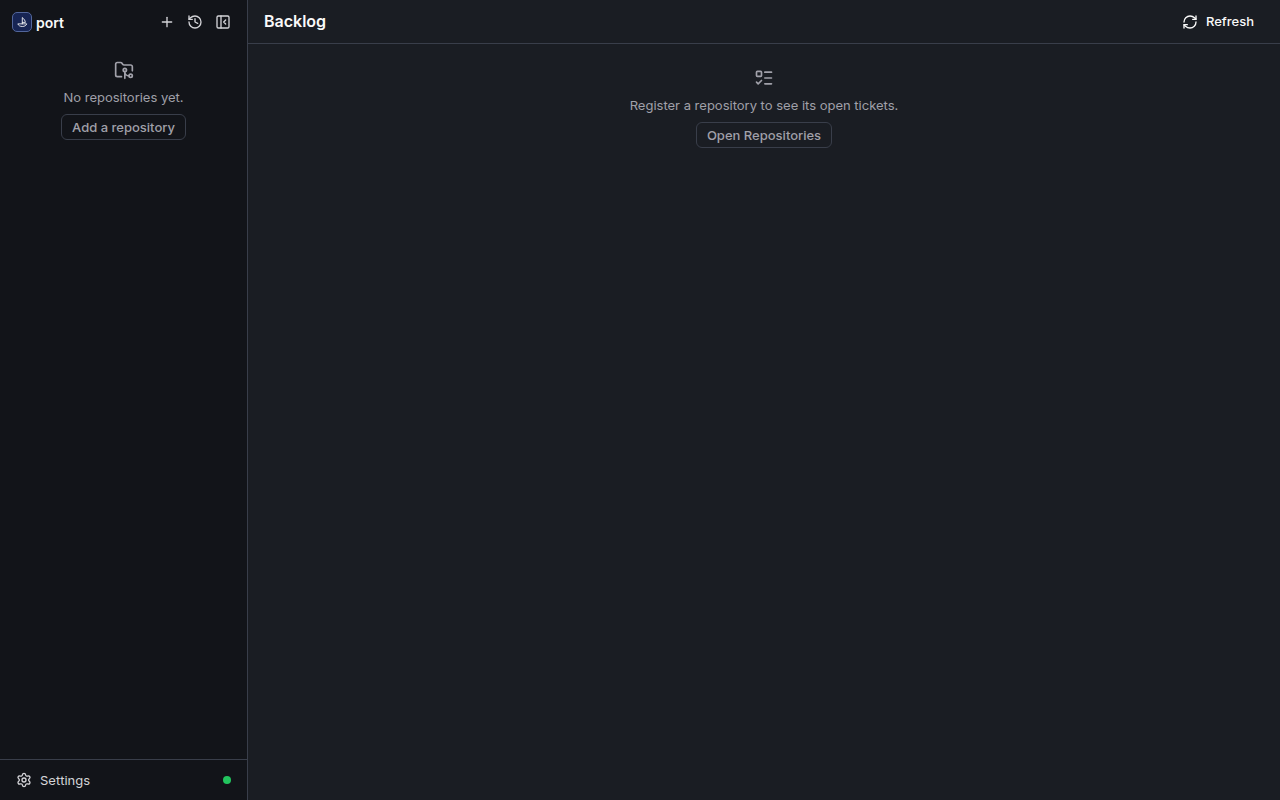 port
Backlog
Refresh
No repositories yet.
Add a repository
Register a repository to see its open tickets.
Open Repositories
Settings